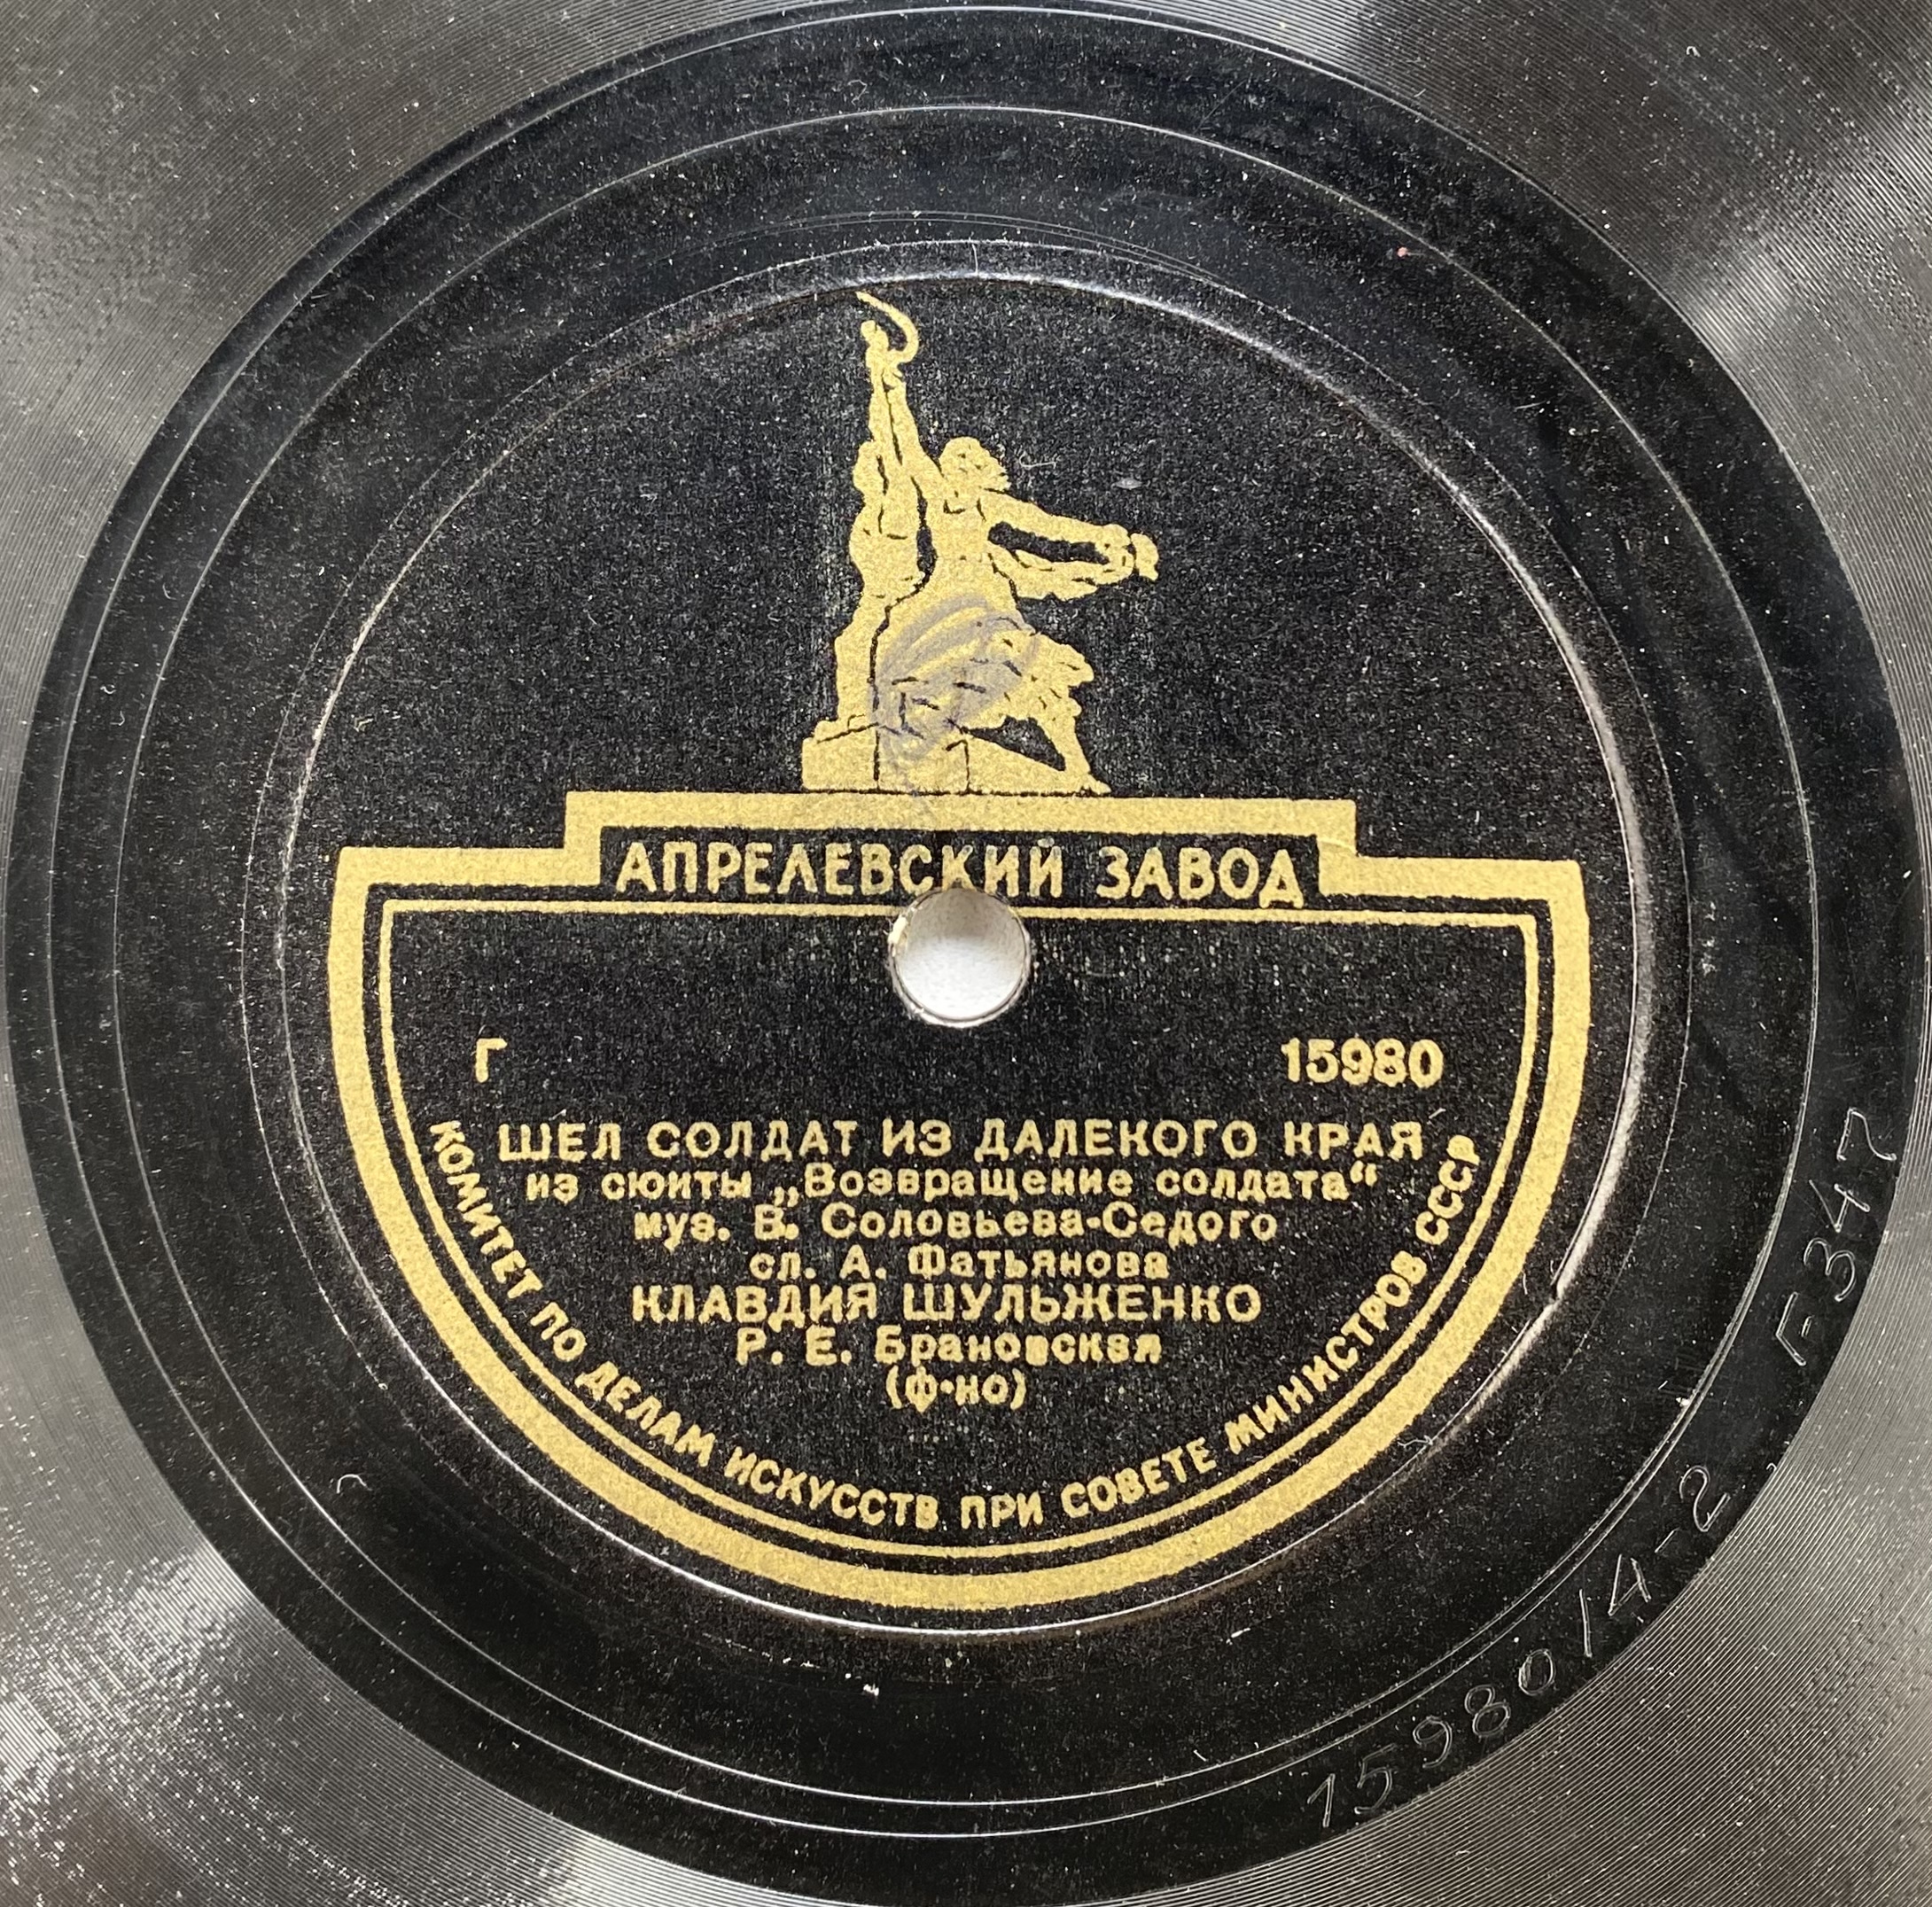 АПРЕЛЕВСКИЙ ЗАВОД
Г 15980
ШЕЛ СОЛДАТ ИЗ ДАЛЕКОГО КРАЯ
из сюиты „Возвращение солдата“
муз. В. Соловьева-Седого
сл. А. Фатьянова
КЛАВДИЯ ШУЛЬЖЕНКО
Р. Е. Брановская
(ф-но)
КОМИТЕТ ПО ДЕЛАМ ИСКУССТВ ПРИ СОВЕТЕ МИНИСТРОВ СССР
15980/4-2 Г-347